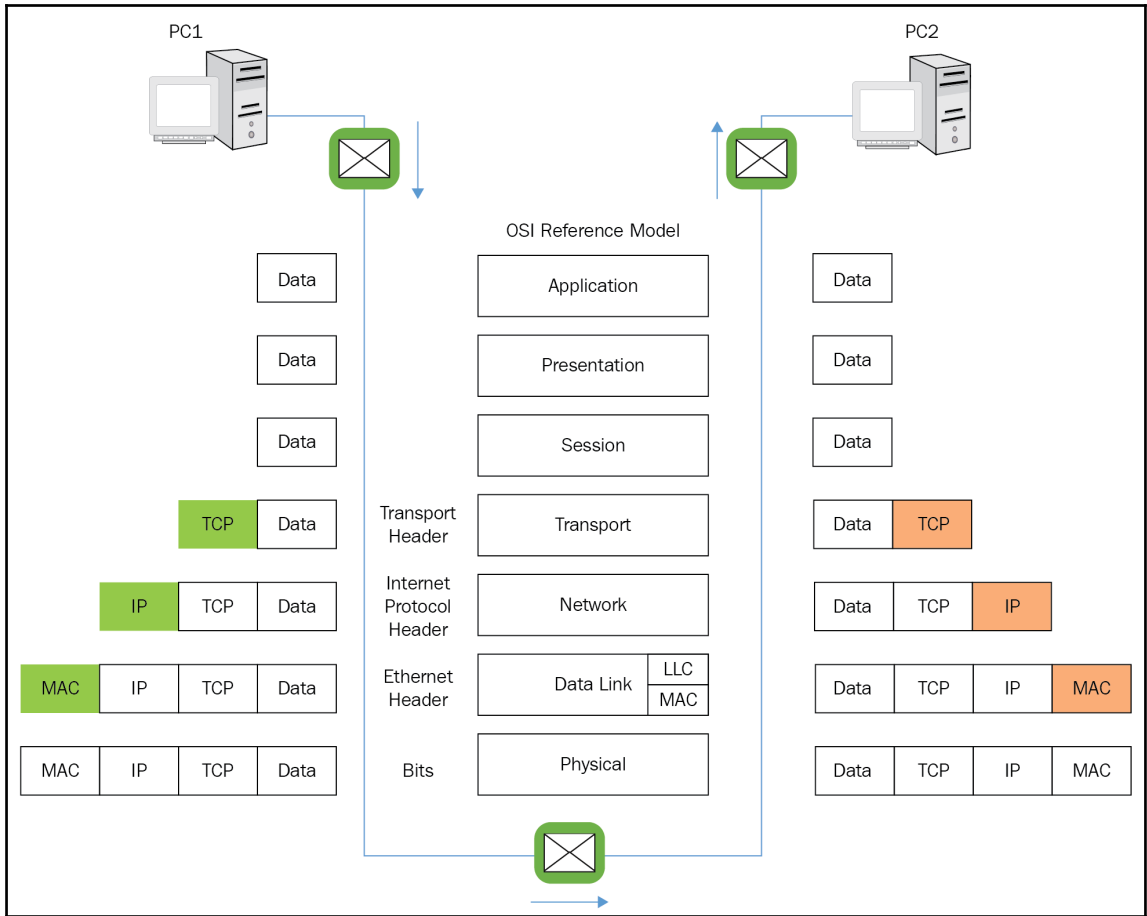 PC1
PC2
OSI Reference Model
Data
Application
Data
Data
Presentation
Data
Data
Session
Data
TCP
Data
Transport
Header
Transport
Data
TCP
IP
TCP
Data
Internet
Protocol
Header
Network
Data
TCP
IP
MAC
IP
TCP
Data
Ethernet
Header
Data Link
LLC
MAC
Data
TCP
IP
MAC
MAC
IP
TCP
Data
Bits
Physical
Data
TCP
IP
MAC